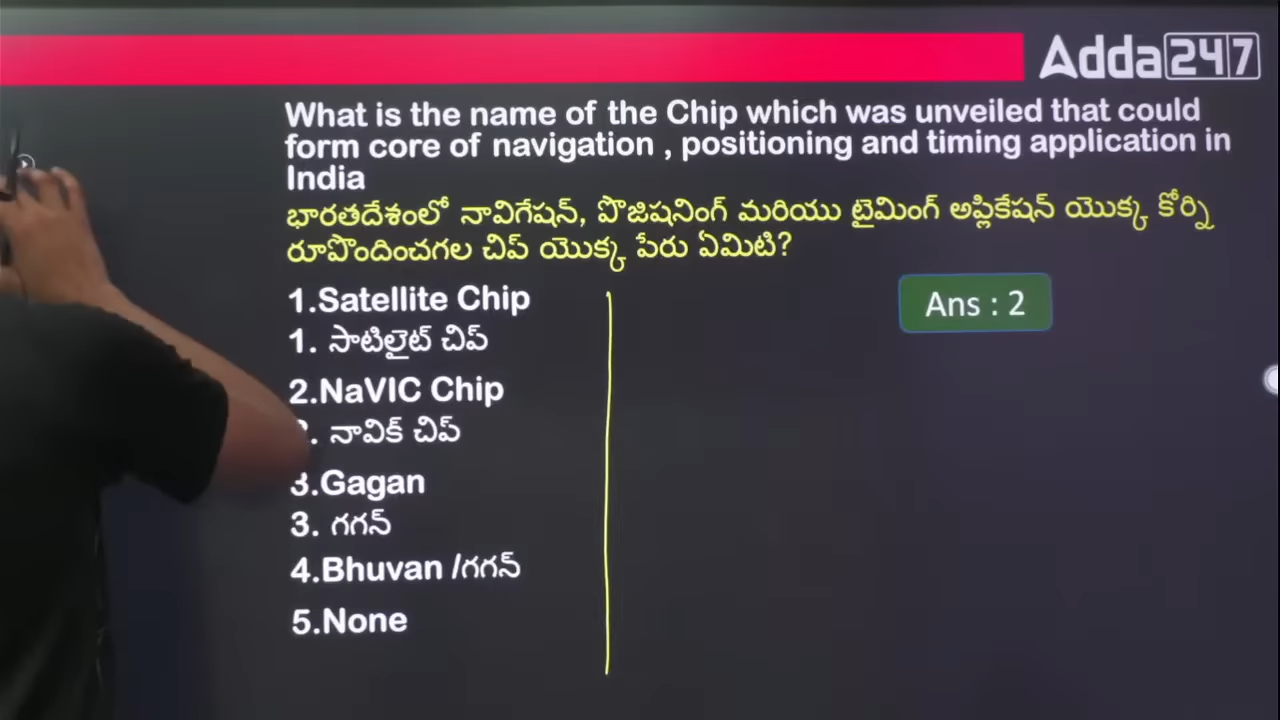 Adda247
What is the name of the Chip which was unveiled that could
form core of navigation , positioning and timing application in
India
భారతదేశంలో నావిగేషన్, పొజిషనింగ్ మరియు టైమింగ్ అప్లికేషన్ యొక్క కోర్ని
రూపొందించగల చిప్ యొక్క పేరు ఏమిటి?
Ans : 2
1.Satellite Chip
1. సాటిలైట్ చిప్
2.NaVIC Chip
2. నావిక్ చిప్
3.Gagan
3. గగన్
4.Bhuvan /గగన్
5.None